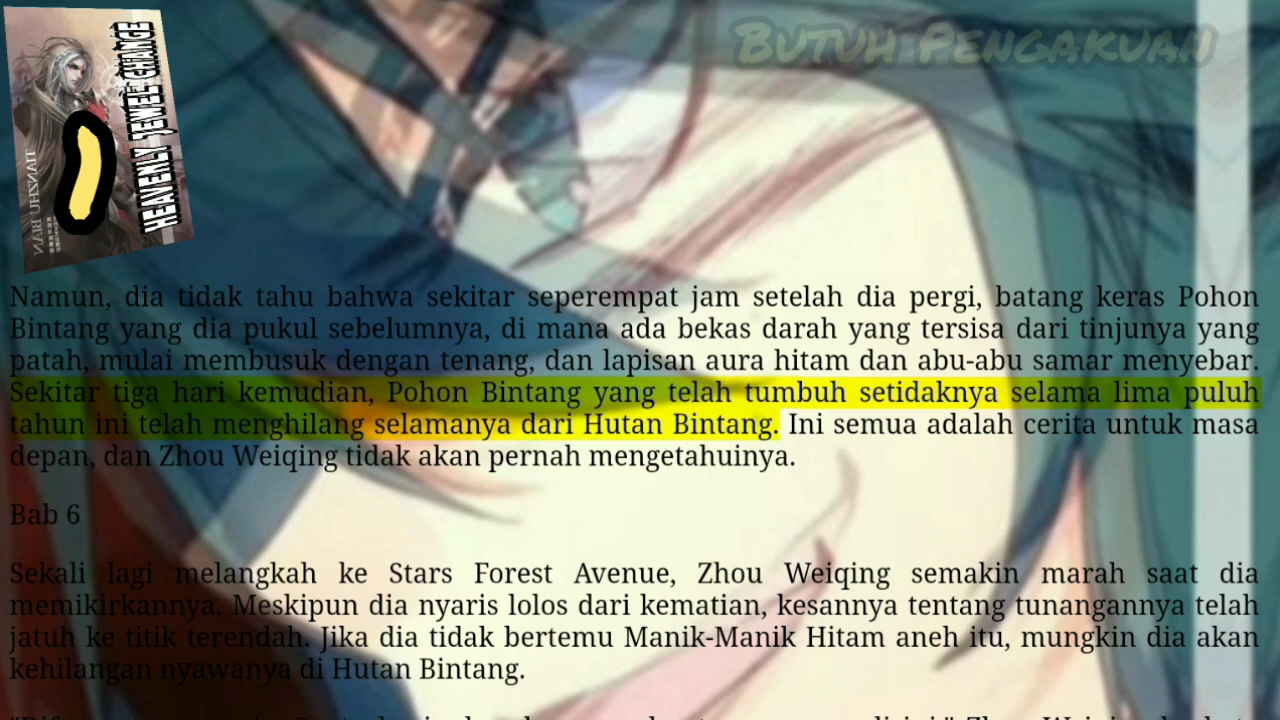 Butuh Pengakuan
HEAVENLY JEWEL CHANGE
TIANZHU BIAN
Namun, dia tidak tahu bahwa sekitar seperempat jam setelah dia pergi, batang keras Pohon
Bintang yang dia pukul sebelumnya, di mana ada bekas darah yang tersisa dari tinjunya yang
patah, mulai membusuk dengan tenang, dan lapisan aura hitam dan abu-abu samar menyebar.
Sekitar tiga hari kemudian, Pohon Bintang yang telah tumbuh setidaknya selama lima puluh
tahun ini telah menghilang selamanya dari Hutan Bintang. Ini semua adalah cerita untuk masa
depan, dan Zhou Weiqing tidak akan pernah mengetahuinya.
Bab 6
Sekali lagi melangkah ke Stars Forest Avenue, Zhou Weiqing semakin marah saat dia
memikirkannya. Meskipun dia nyaris lolos dari kematian, kesannya tentang tunangannya telah
jatuh ke titik terendah. Jika dia tidak bertemu Manik-Manik Hitam aneh itu, mungkin dia akan
kehilangan nyawanya di Hutan Bintang.